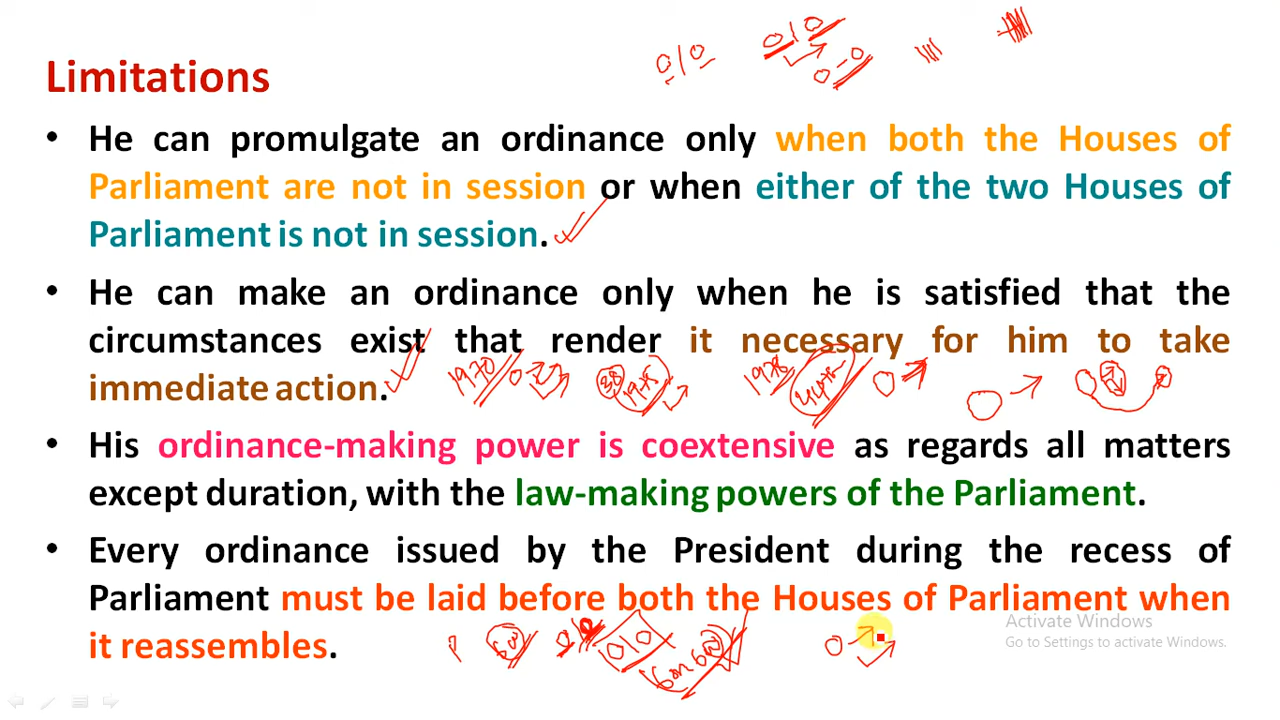 Limitations
• He can promulgate an ordinance only when both the Houses of
Parliament are not in session or when either of the two Houses of
Parliament is not in session.
• He can make an ordinance only when he is satisfied that the
circumstances exist that render it necessary for him to take
immediate action.
1970 38 1975 1978 44th
• His ordinance-making power is coextensive as regards all matters
except duration, with the law-making powers of the Parliament.
• Every ordinance issued by the President during the recess of
Parliament must be laid before both the Houses of Parliament when
it reassembles.
Activate Windows
Go to Settings to activate Windows.